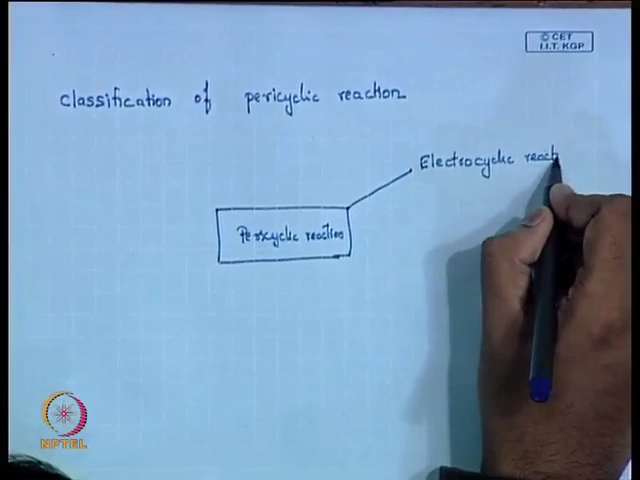 © CET
I.I.T. KGP
classification of pericyclic reaction
Electrocyclic reacti
Pericyclic reaction
NPTEL